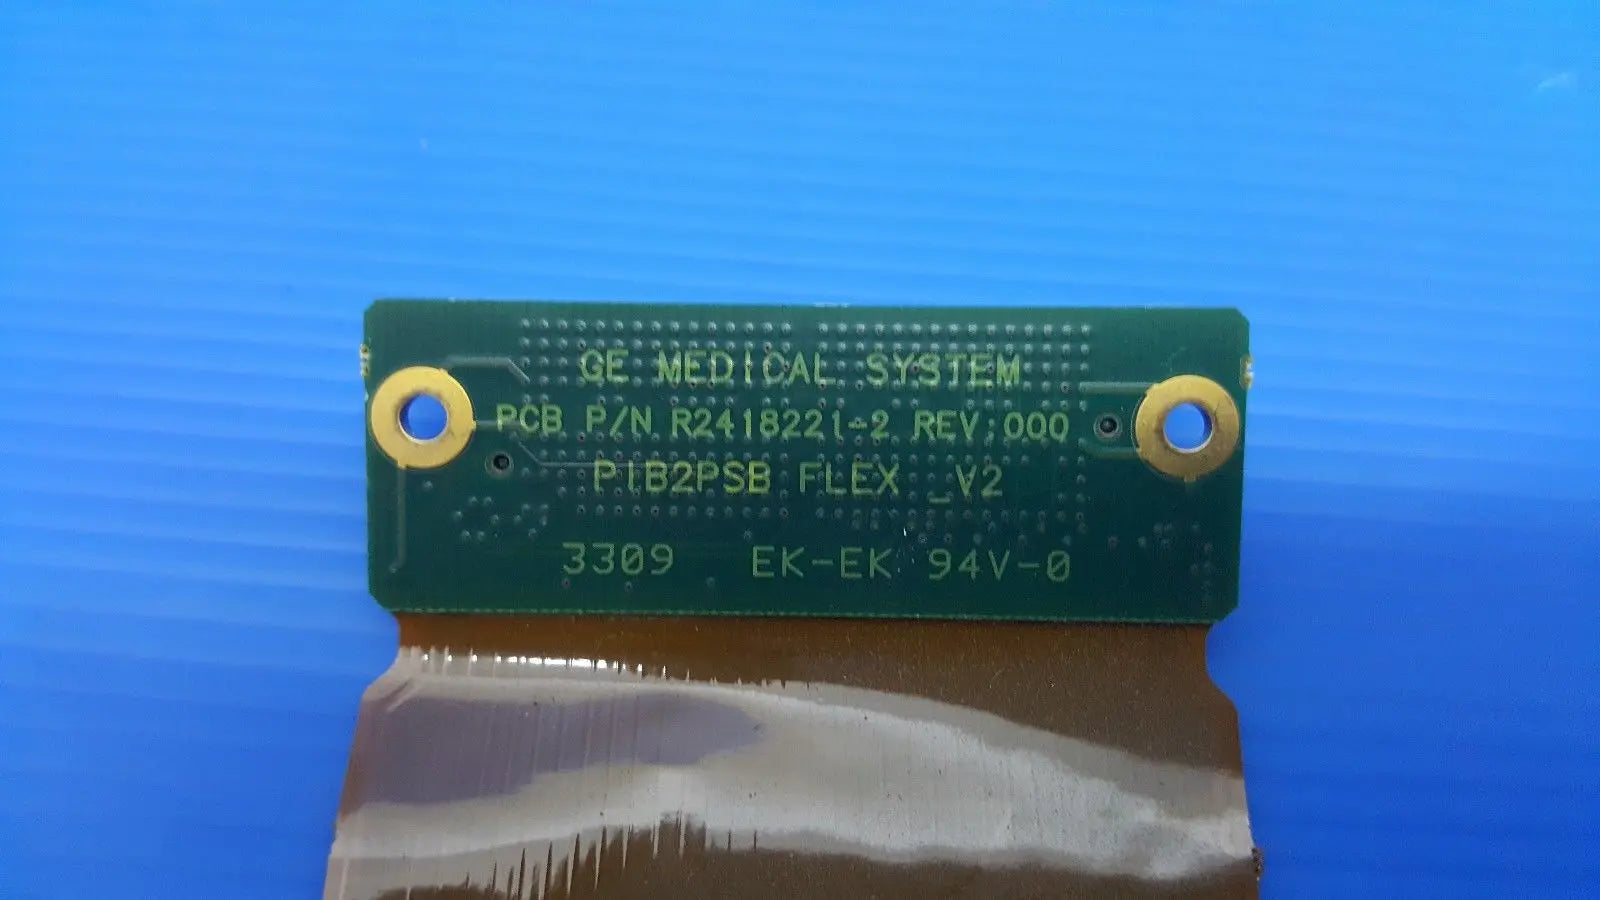 GE MEDICAL SYSTEM
PCB P/N R2418221-2 REV:000
PIB2PSB FLEX _V2
3309 EK-EK 94V-0